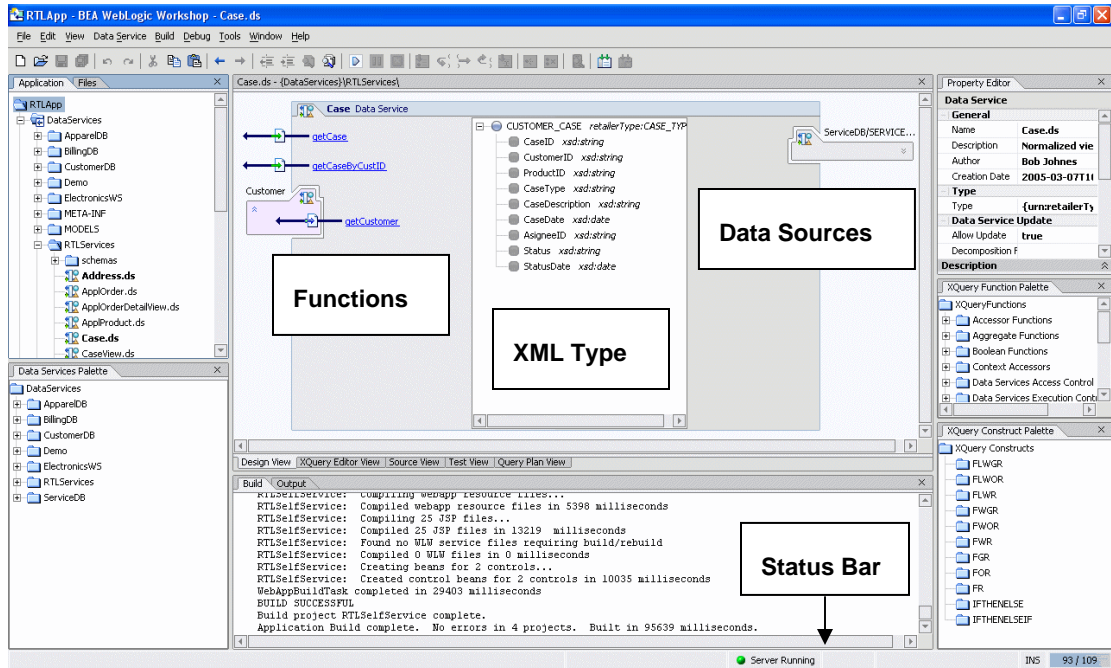 RTLApp - BEA WebLogic Workshop - Case.ds
File Edit View Data Service Build Debug Tools Window Help
Application Files
RTLApp
DataServices
ApparelDB
BillingDB
CustomerDB
Demo
ElectronicsWS
META-INF
MODELS
RTLServices
schemas
Address.ds
ApplOrder.ds
ApplOrderDetailView.ds
ApplProduct.ds
Case.ds
CaseView.ds
Data Services Palette
DataServices
ApparelDB
BillingDB
CustomerDB
Demo
ElectronicsWS
RTLServices
ServiceDB
Case.ds - {DataServices}\RTLServices\
Case Data Service
getCase
getCaseByCustID
Customer
getCustomer
Functions
CUSTOMER_CASE retailerType:CASE_TYP
CaseID xsd:string
CustomerID xsd:string
ProductID xsd:string
CaseType xsd:string
CaseDescription xsd:string
CaseDate xsd:date
AsigneeID xsd:string
Status xsd:string
StatusDate xsd:date
XML Type
ServiceDB/SERVICE...
Data Sources
Design View XQuery Editor View Source View Test View Query Plan View
Build Output
RTLSelfService: Compiling webapp resource files...
RTLSelfService: Compiled webapp resource files in 5398 milliseconds
RTLSelfService: Compiling 25 JSP files...
RTLSelfService: Compiled 25 JSP files in 13219 milliseconds
RTLSelfService: Found no WLW service files requiring build/rebuild
RTLSelfService: Compiled 0 WLW files in 0 milliseconds
RTLSelfService: Creating beans for 2 controls...
RTLSelfService: Created control beans for 2 controls in 10035 milliseconds
WebAppBuildTask completed in 29403 milliseconds
BUILD SUCCESSFUL
Build project RTLSelfService complete.
Application Build complete. No errors in 4 projects. Built in 95639 milliseconds.
Status Bar
Property Editor
Data Service
General
Name Case.ds
Description Normalized vie
Author Bob Johnes
Creation Date 2005-03-07T1(
Type
Type {urn:retailerTy
Data Service Update
Allow Update true
Decomposition F
Description
XQuery Function Palette
XQueryFunctions
Accessor Functions
Aggregate Functions
Boolean Functions
Context Accessors
Data Services Access Control
Data Services Execution Contr
XQuery Construct Palette
XQuery Constructs
FLWGR
FLWOR
FLWR
FWGR
FWOR
FWR
FGR
FOR
FR
IFTHENELSE
IFTHENELSEIF
Server Running
INS 93 / 109